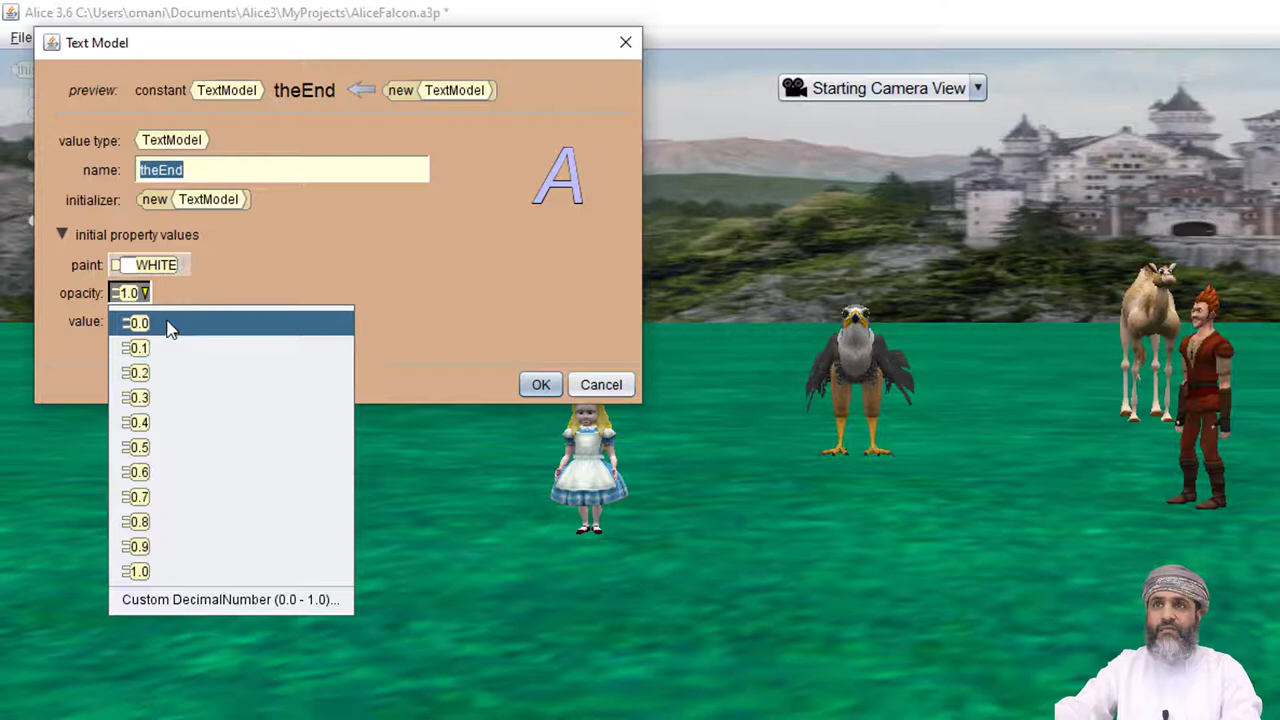 Alice 3.6 C:\Users\omani\Documents\Alice3\MyProjects\AliceFalcon.a3p *
File
Text Model
preview: constant TextModel theEnd new TextModel
Starting Camera View
value type: TextModel
name: theEnd
initializer: new TextModel
initial property values
paint: WHITE
opacity: 1.0
value:
0.0
0.1
0.2
0.3
0.4
0.5
0.6
0.7
0.8
0.9
1.0
Custom DecimalNumber (0.0 - 1.0)...
OK Cancel
A